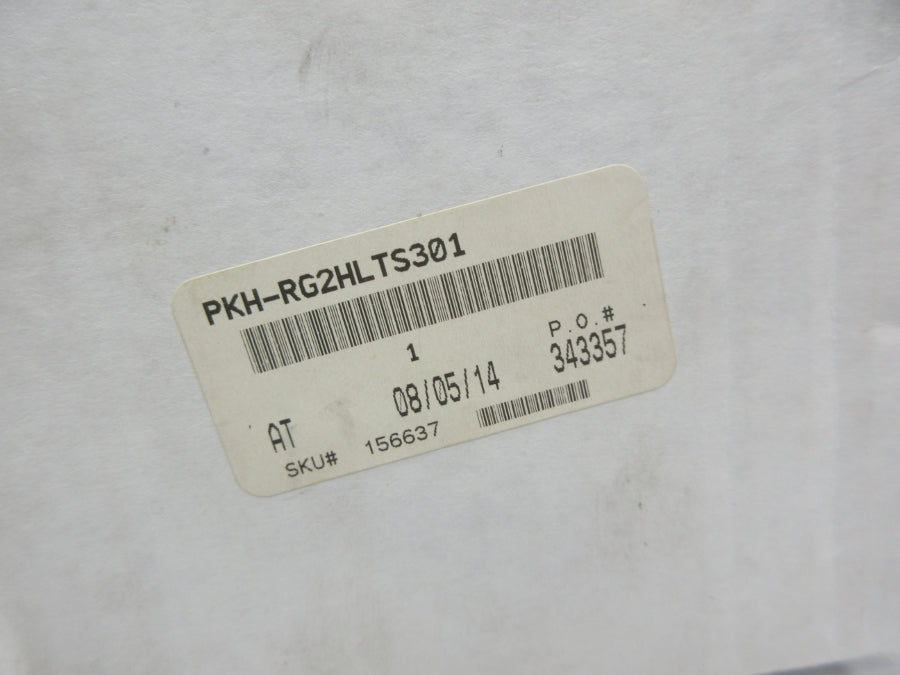 PKH-RG2HLTS301
1
P.O.#
AT 08/05/14 343357
SKU# 156637